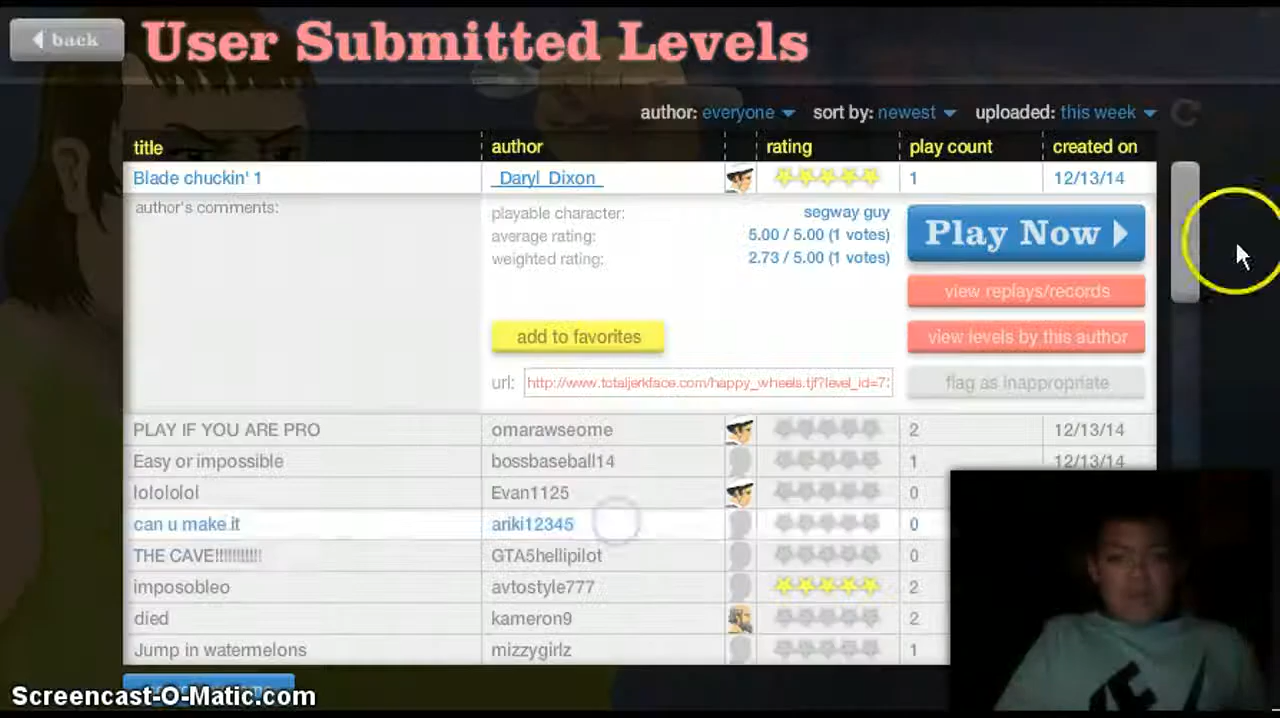 back
User Submitted Levels
author: everyone sort by: newest uploaded: this week
title author rating play count created on
Blade chuckin' 1 _Daryl_Dixon_ 1 12/13/14
author's comments:
playable character: segway guy
average rating: 5.00 / 5.00 (1 votes)
weighted rating: 2.73 / 5.00 (1 votes)
Play Now
view replays/records
add to favorites
view levels by this author
url: http://www.totaljerkface.com/happy_wheels.tjf?level_id=7
flag as inappropriate
PLAY IF YOU ARE PRO omarawseome 2 12/13/14
Easy or impossible bossbaseball14 1 12/13/14
lolololol Evan1125 0
can u make it ariki12345 0
THE CAVE!!!!!!!!!!! GTA5hellipilot 0
imposobleo avtostyle777 2
died kameron9 2
Jump in watermelons mizzygirlz 1
Screencast-O-Matic.com